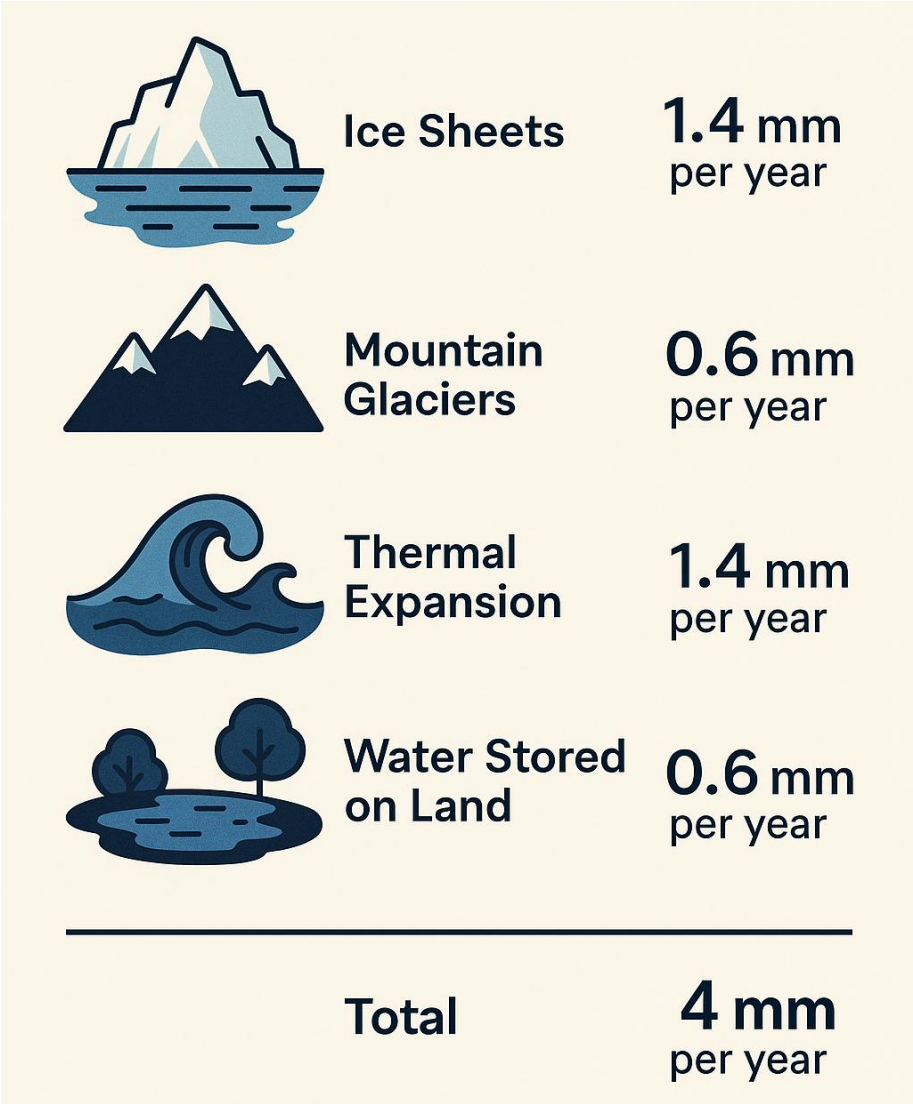 Ice Sheets
1.4 mm
per year
Mountain
Glaciers
0.6 mm
per year
Thermal
Expansion
1.4 mm
per year
Water Stored
on Land
0.6 mm
per year
Total
4 mm
per year